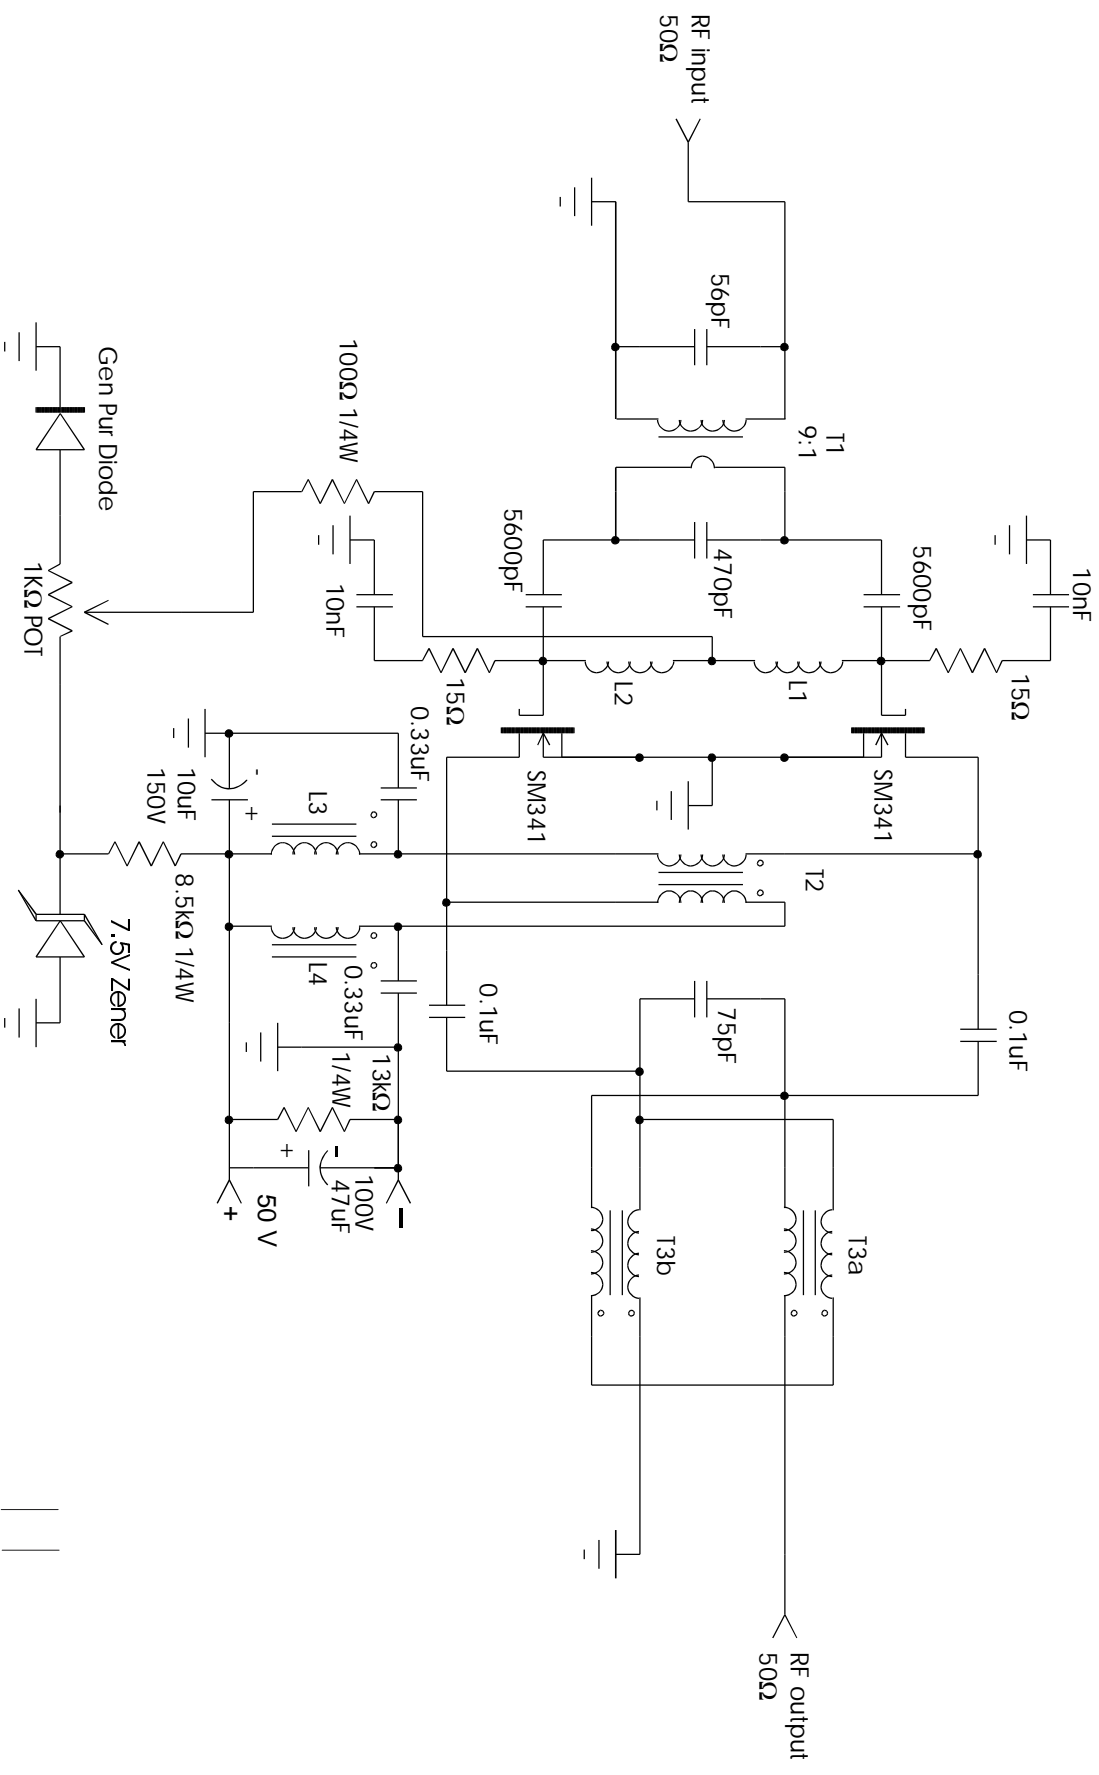 RF input
50Ω
56pF
T1
9:1
470pF
5600pF
5600pF
10nF
15Ω
L1
L2
10nF
15Ω
100Ω 1/4W
Gen Pur Diode
1KΩ POT
SM341
SM341
T2
0.33uF
10uF
150V
-
+
L3
L4
0.33uF
8.5kΩ 1/4W
7.5V Zener
0.1uF
0.1uF
75pF
13kΩ
1/4W
100V
47uF
+
-
50 V
+
-
T3a
T3b
RF output
50Ω